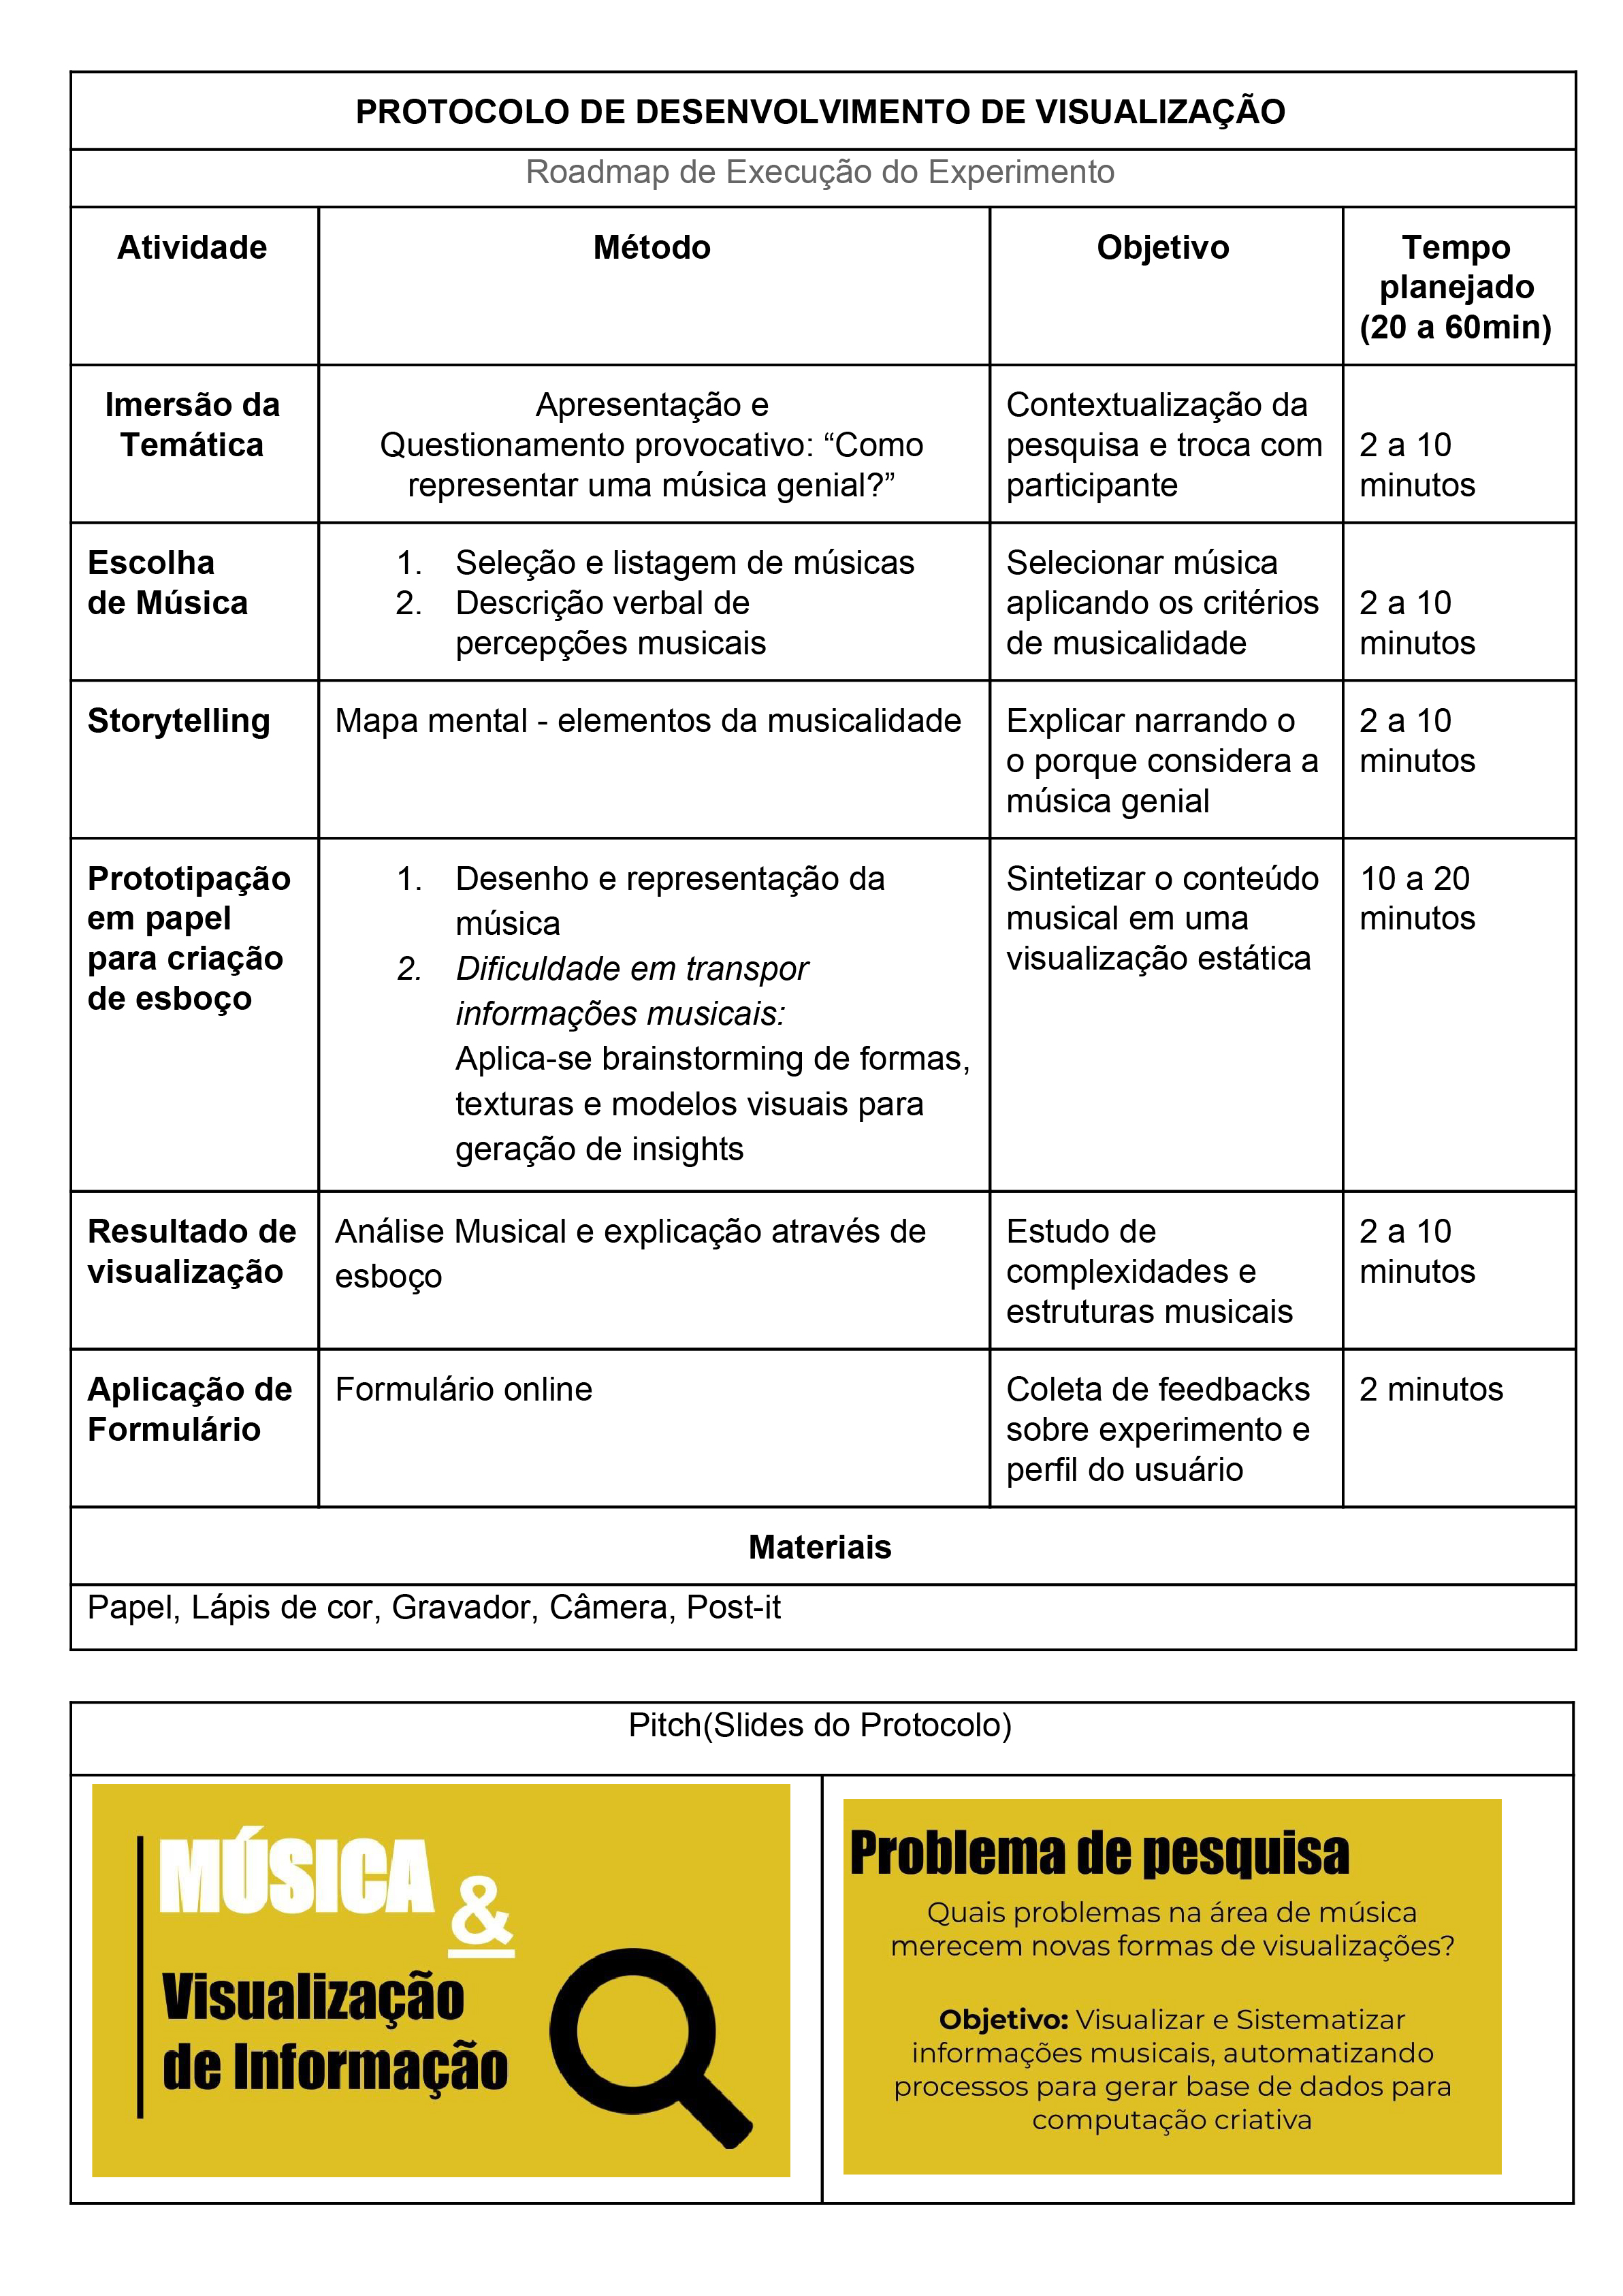 PROTOCOLO DE DESENVOLVIMENTO DE VISUALIZAÇÃO
Roadmap de Execução do Experimento
Atividade
Método
Objetivo
Tempo
planejado
(20 a 60min)
Imersão da
Temática
Apresentação e
Questionamento provocativo: “Como
representar uma música genial?”
Contextualização da
pesquisa e troca com
participante
2 a 10
minutos
Escolha
de Música
1. Seleção e listagem de músicas
2. Descrição verbal de
percepções musicais
Selecionar música
aplicando os critérios
de musicalidade
2 a 10
minutos
Storytelling
Mapa mental - elementos da musicalidade
Explicar narrando o
o porque considera a
música genial
2 a 10
minutos
Prototipação
em papel
para criação
de esboço
1. Desenho e representação da
música
2. Dificuldade em transpor
informações musicais:
Aplica-se brainstorming de formas,
texturas e modelos visuais para
geração de insights
Sintetizar o conteúdo
musical em uma
visualização estática
10 a 20
minutos
Resultado de
visualização
Análise Musical e explicação através de
esboço
Estudo de
complexidades e
estruturas musicais
2 a 10
minutos
Aplicação de
Formulário
Formulário online
Coleta de feedbacks
sobre experimento e
perfil do usuário
2 minutos
Materiais
Papel, Lápis de cor, Gravador, Câmera, Post-it
Pitch(Slides do Protocolo)
MÚSICA &
Visualização
de Informação
Problema de pesquisa
Quais problemas na área de música
merecem novas formas de visualizações?
Objetivo: Visualizar e Sistematizar
informações musicais, automatizando
processos para gerar base de dados para
computação criativa